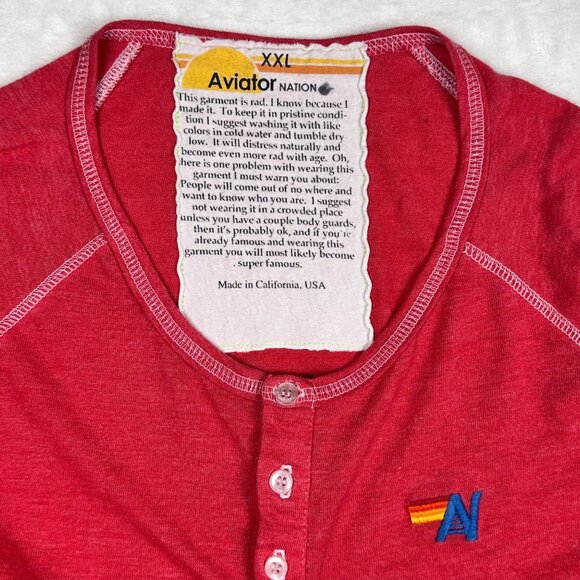 XXL
Aviator NATION
This garment is rad. I know because I
made it. To keep it in pristine condi-
tion I suggest washing it with like
colors in cold water and tumble dry
low. It will distress naturally and
become even more rad with age. Oh,
here is one problem with wearing this
garment I must warn you about:
People will come out of no where and
want to know who you are. I suggest
not wearing it in a crowded place
unless you have a couple body guards,
then it's probably ok, and if you're
already famous and wearing this
garment you will most likely become
.super famous.
Made in California, USA
AN